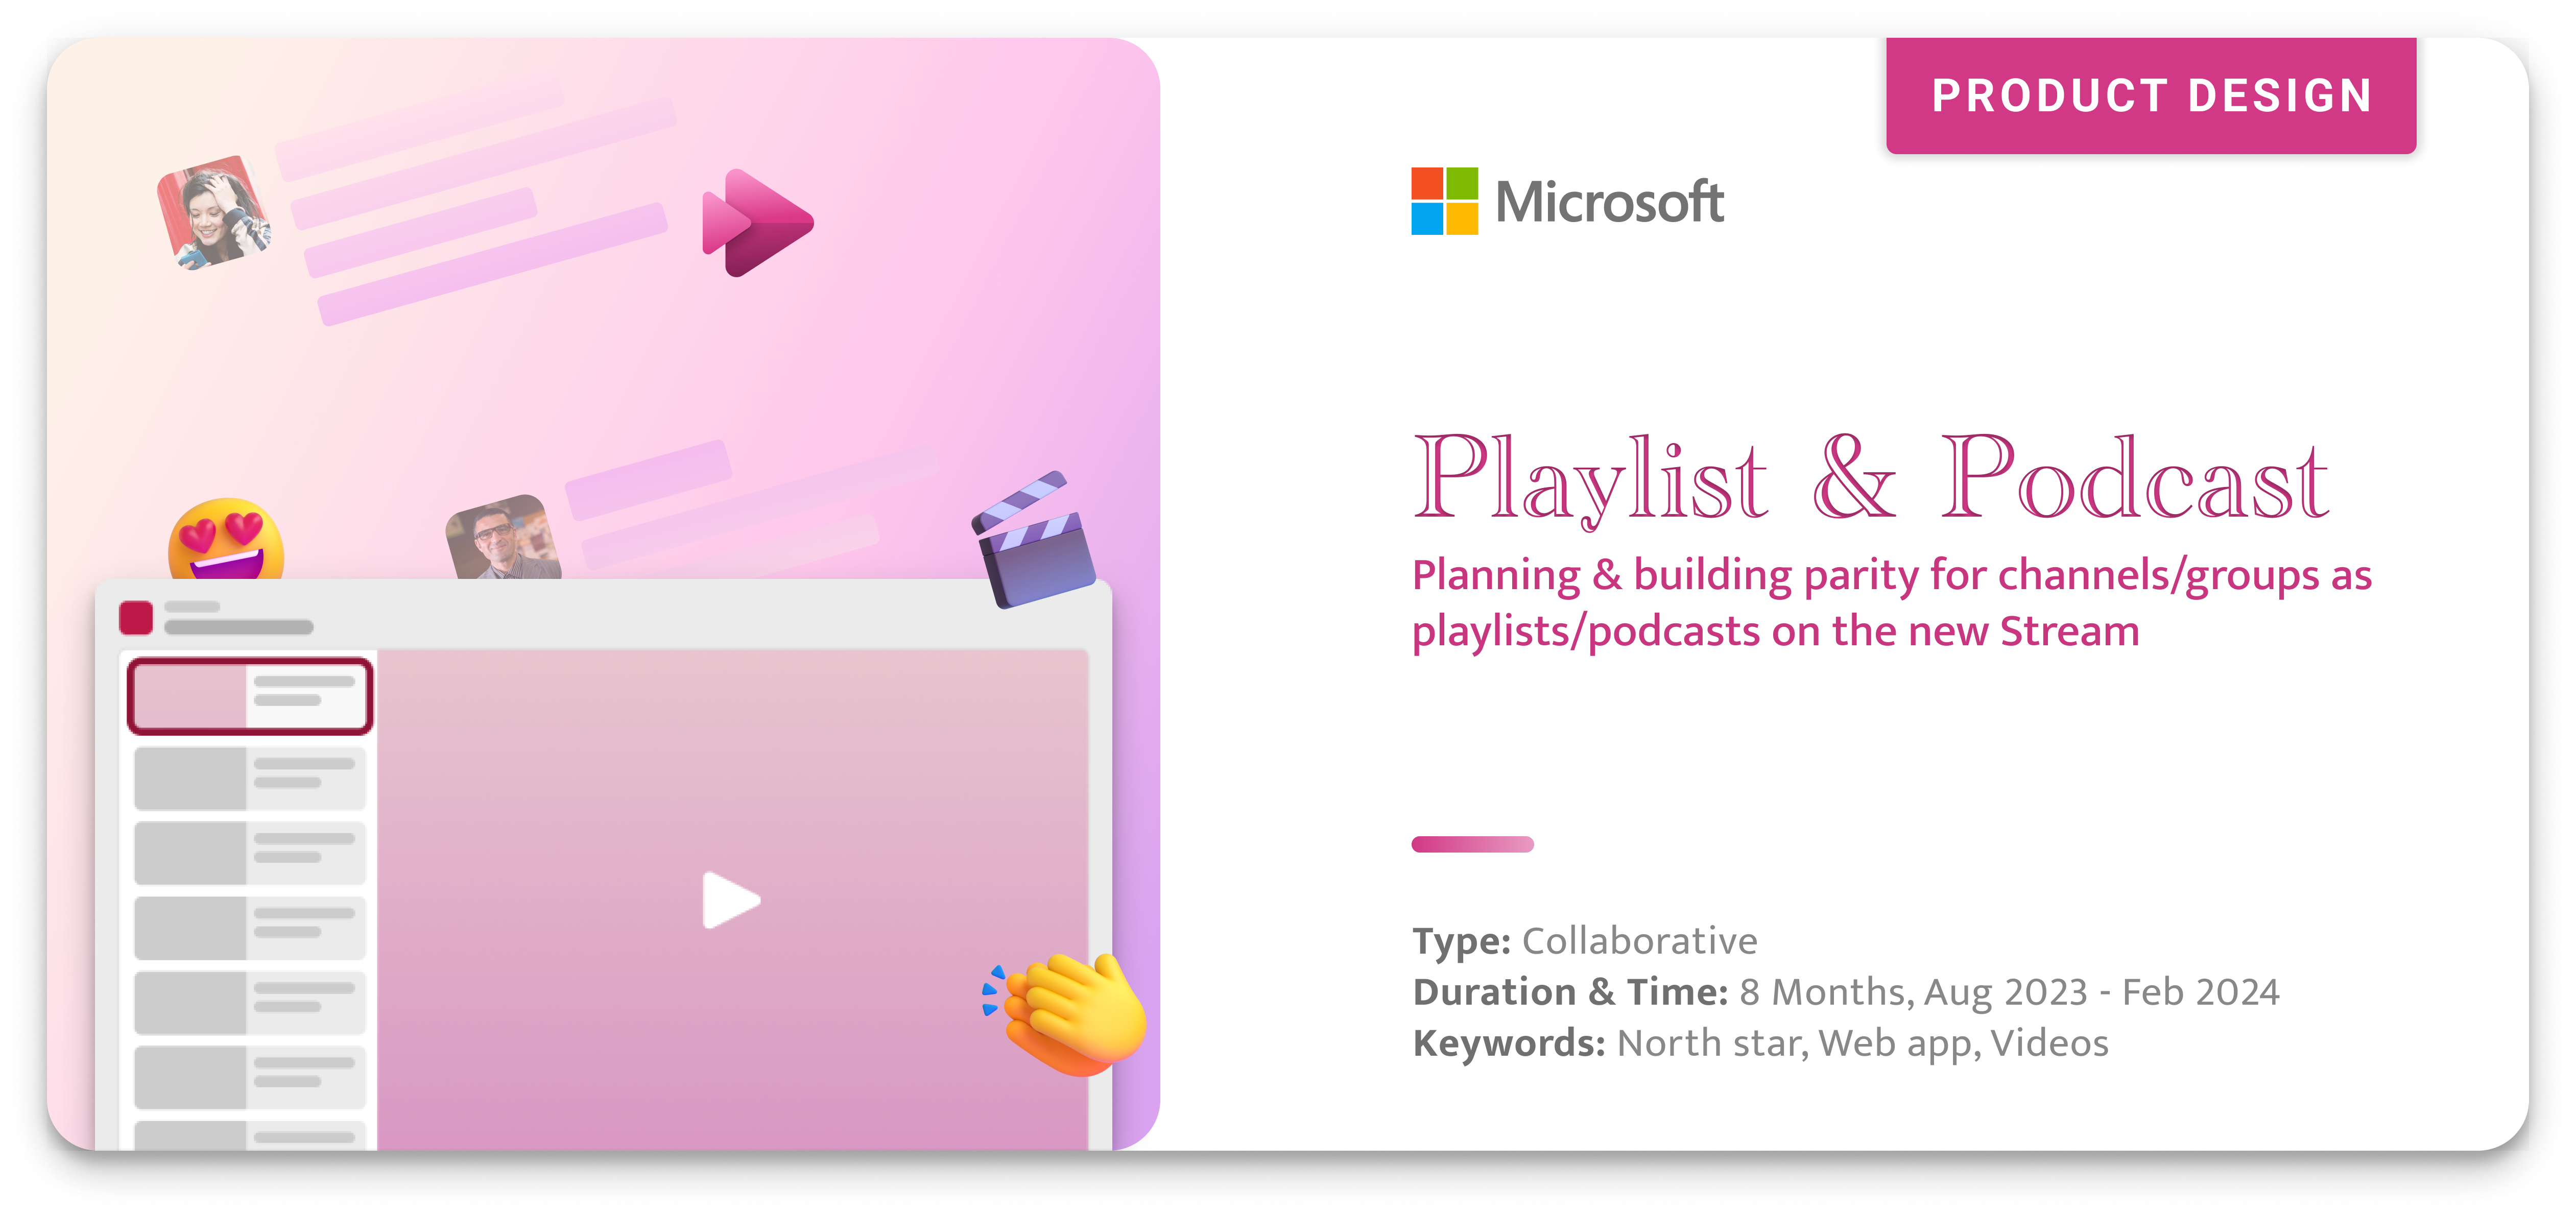 PRODUCT DESIGN
Microsoft
Playlist & Podcast
Planning & building parity for channels/groups as
playlists/podcasts on the new Stream
Type: Collaborative
Duration & Time: 8 Months, Aug 2023 - Feb 2024
Keywords: North star, Web app, Videos